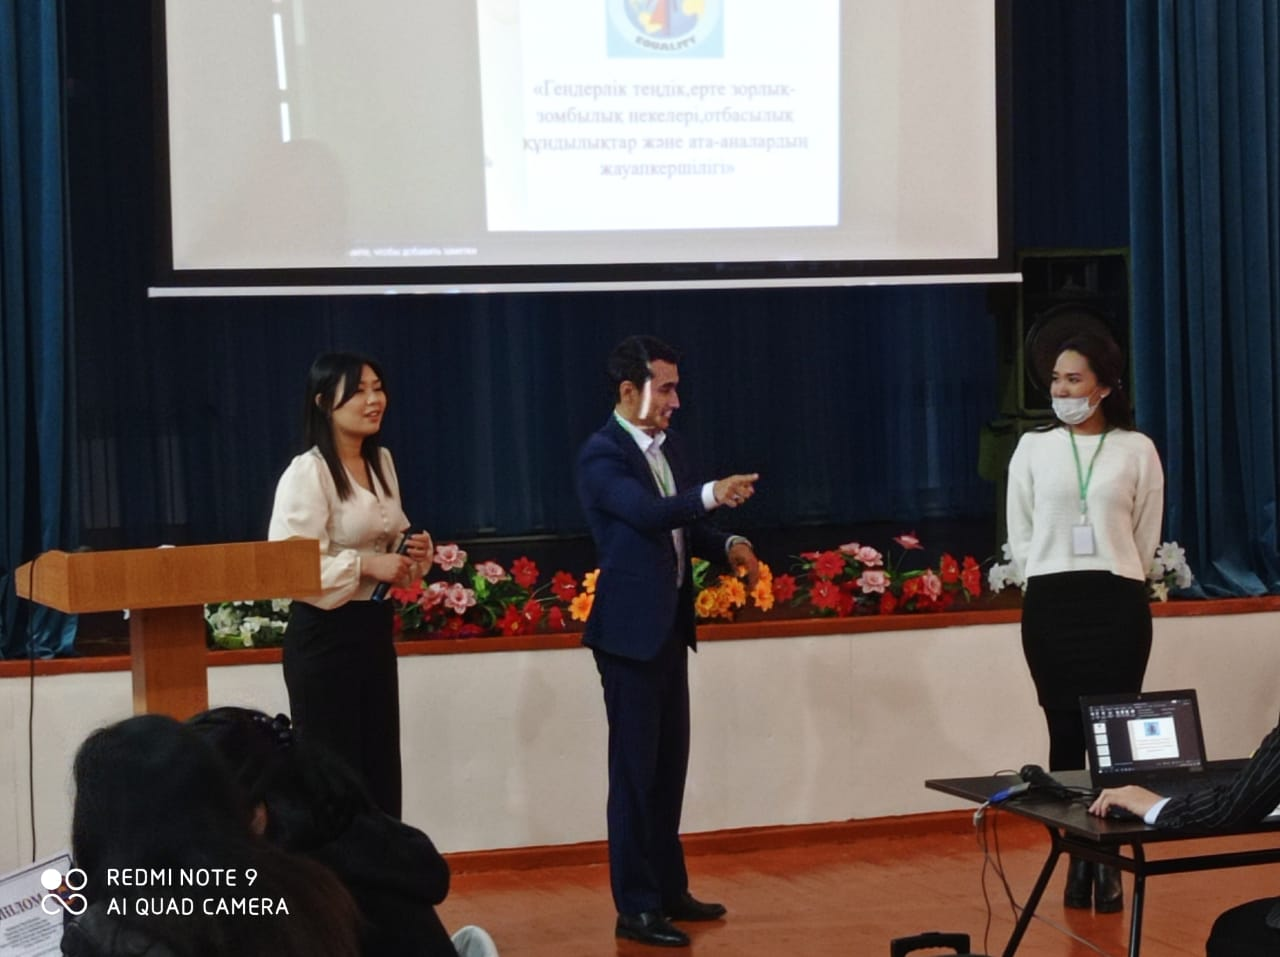 EQUALITY
«Гендерлік теңдік,ерте зорлық-
зомбылық некелері,отбасылық
құндылықтар және ата-аналардың
жауапкершілігі»
чтобы добавить заметки
ДИПЛОМ
REDMI NOTE 9
AI QUAD CAMERA